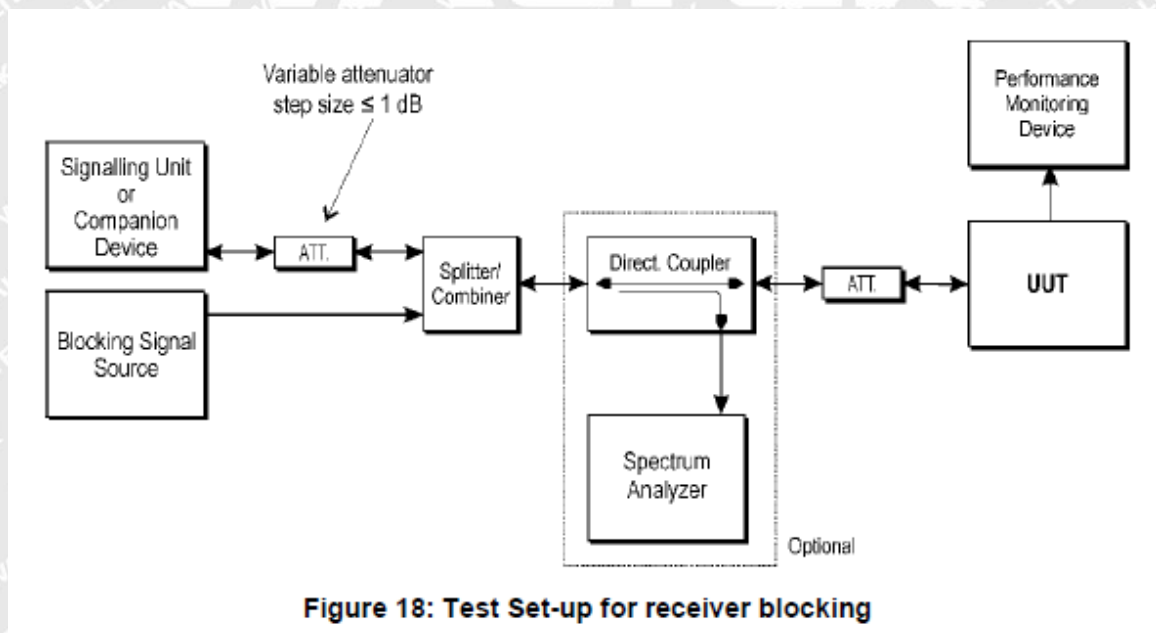 Variable attenuator
step size ≤ 1 dB
Signalling Unit
or
Companion
Device
ATT.
Splitter/
Combiner
Blocking Signal
Source
Direct. Coupler
Spectrum
Analyzer
Optional
ATT.
Performance
Monitoring
Device
UUT
Figure 18: Test Set-up for receiver blocking